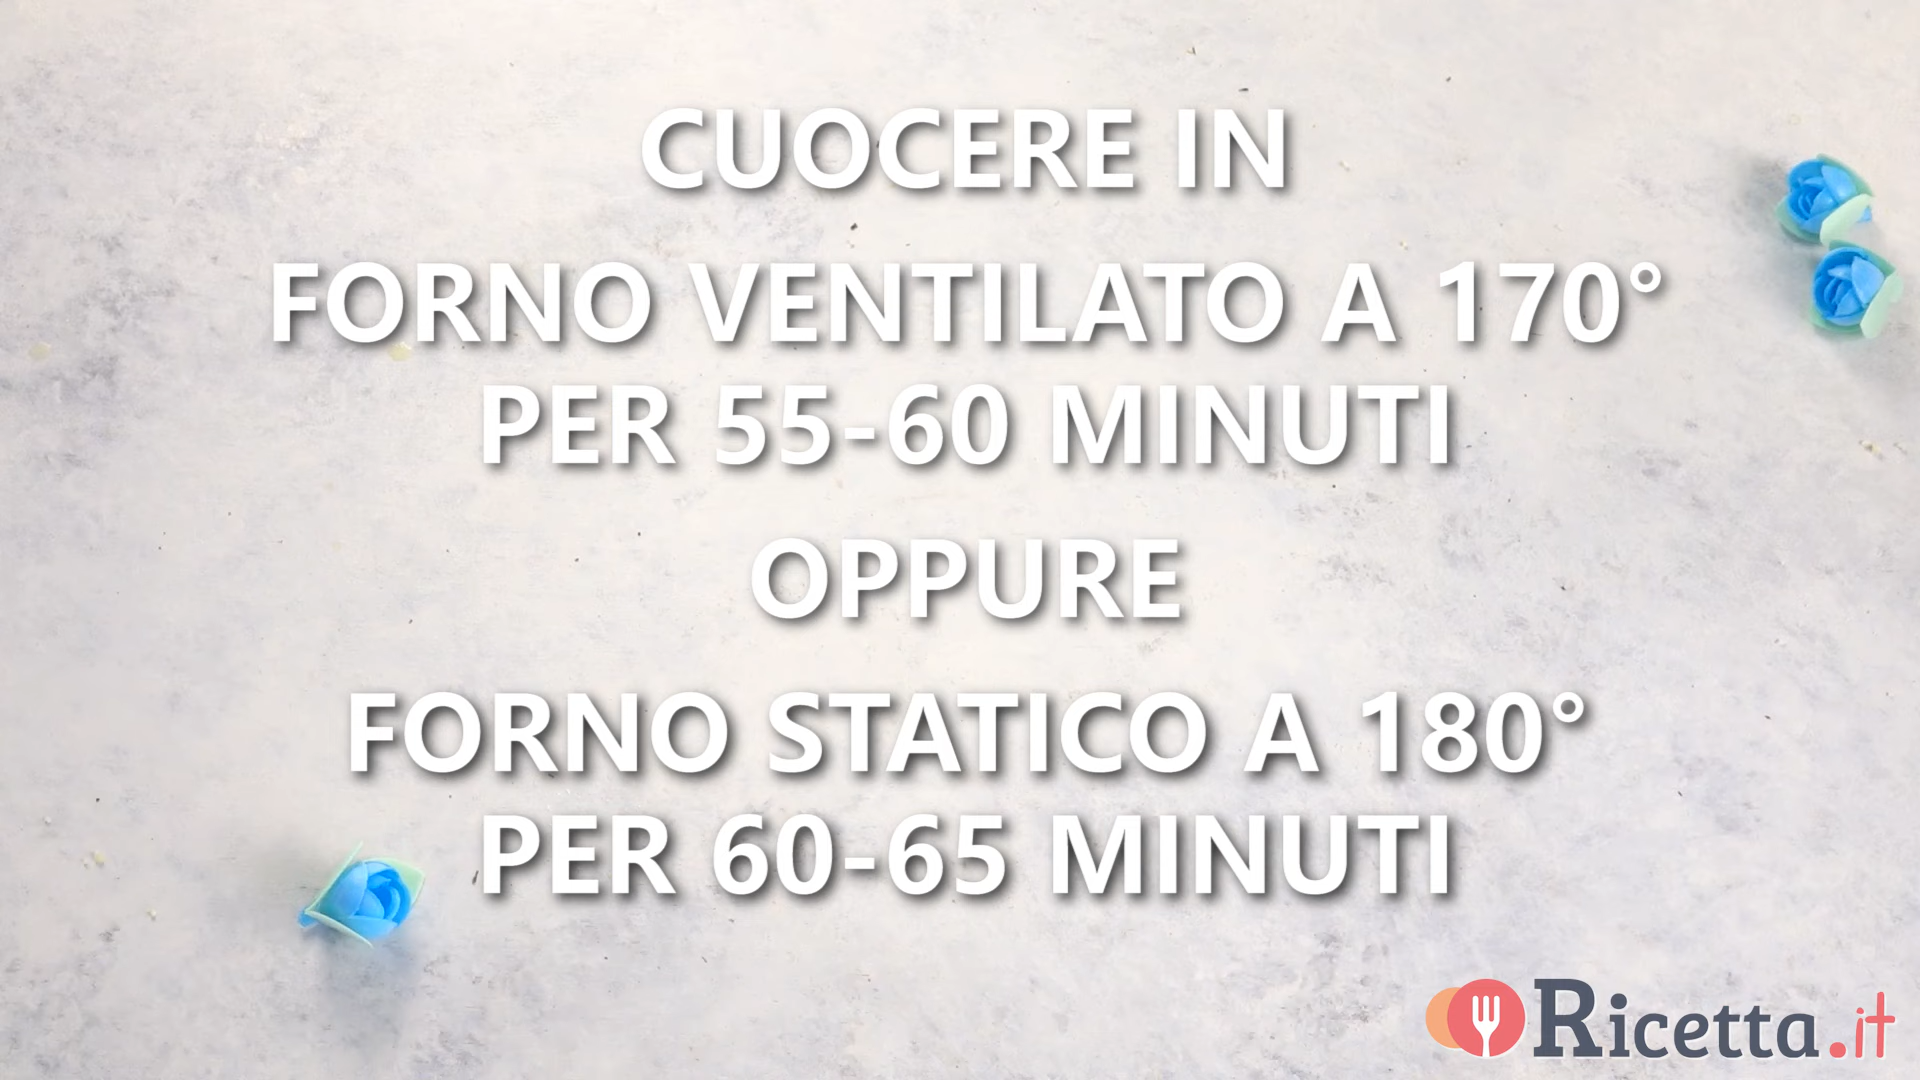 CUOCERE IN
FORNO VENTILATO A 170°
PER 55-60 MINUTI
OPPURE
FORNO STATICO A 180°
PER 60-65 MINUTI
Ricetta.it